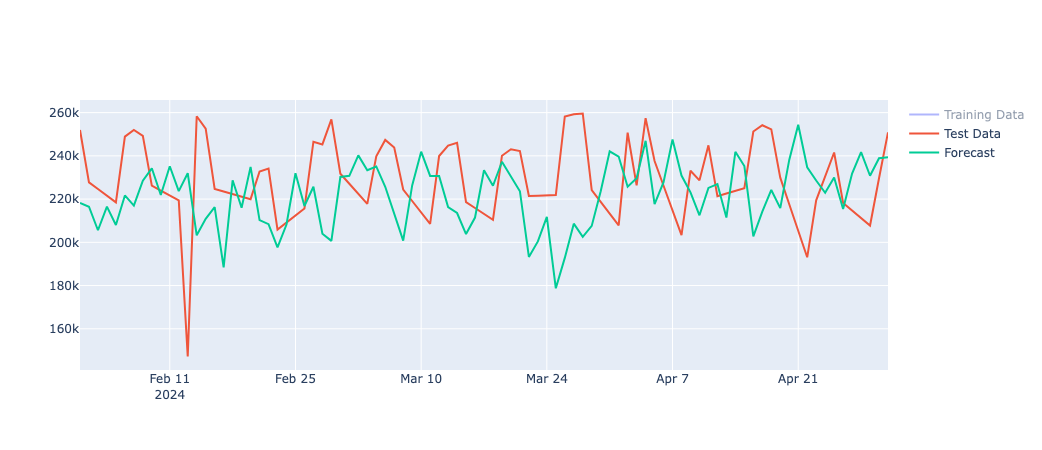 260k
240k
220k
200k
180k
160k
Feb 11
2024
Feb 25
Mar 10
Mar 24
Apr 7
Apr 21
Training Data
Test Data
Forecast